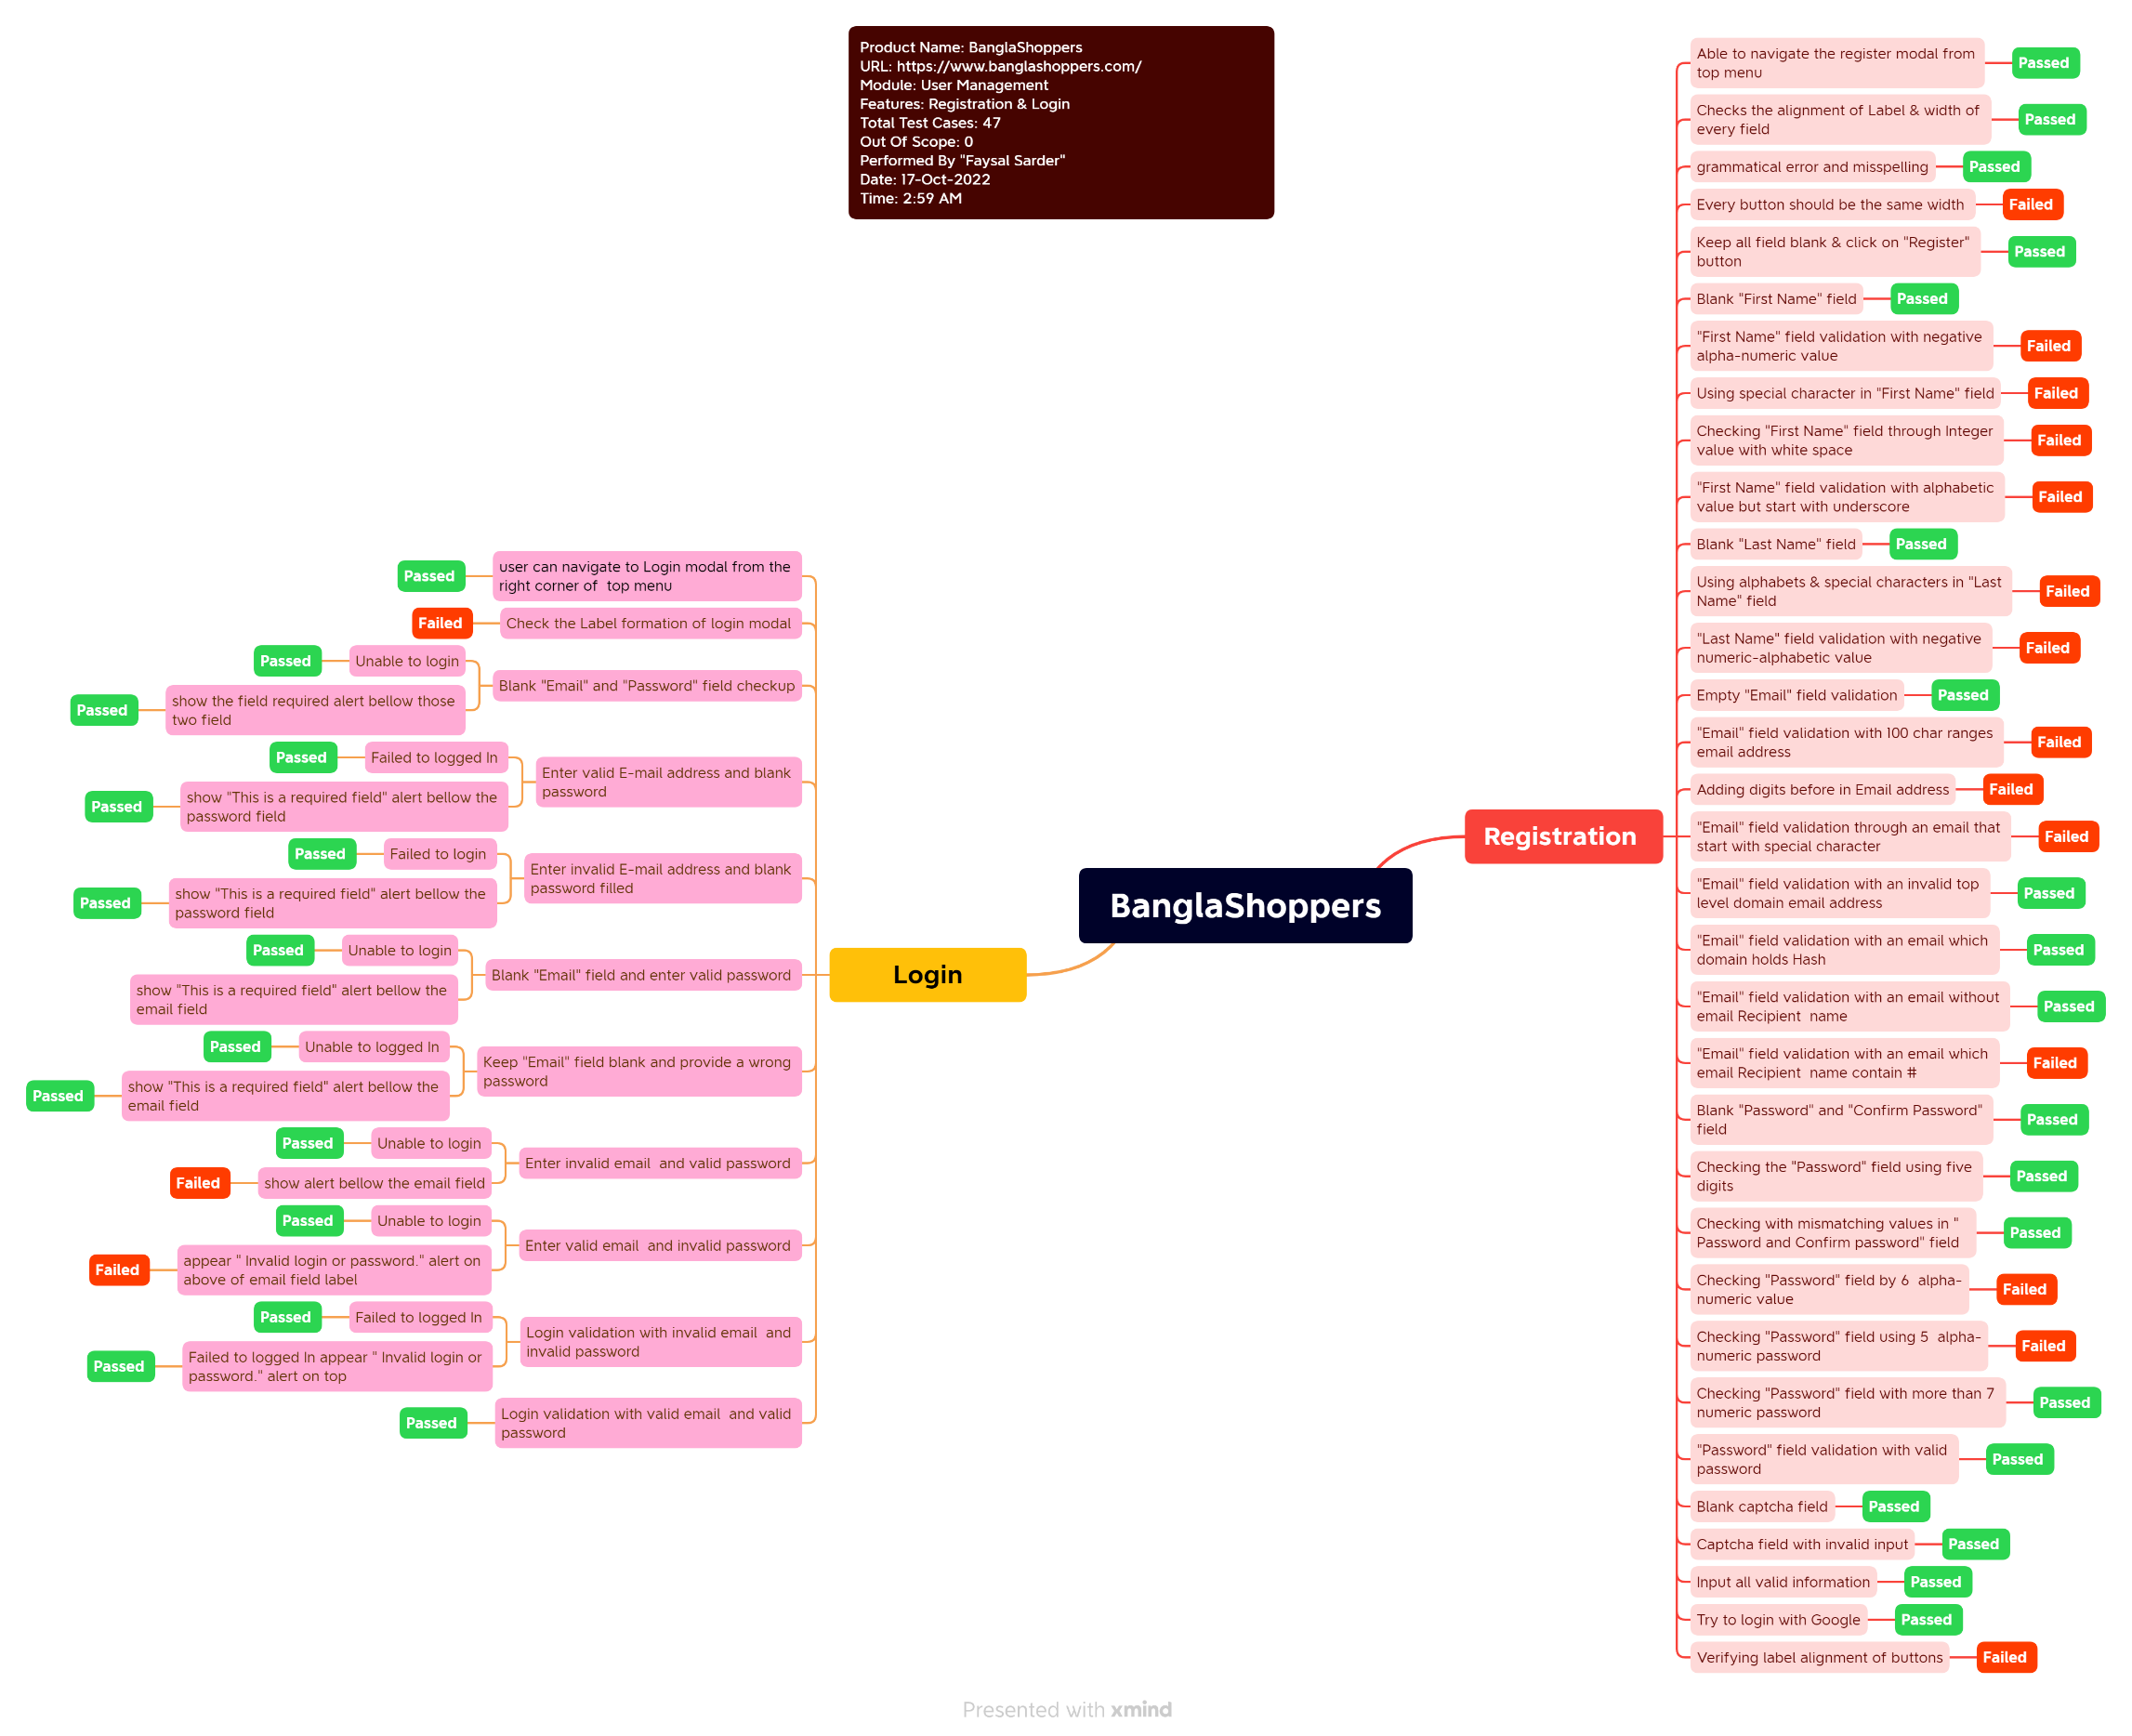 Product Name: BanglaShoppers
URL: https://www.banglashoppers.com/
Module: User Management
Features: Registration & Login
Total Test Cases: 47
Out Of Scope: 0
Performed By "Faysal Sarder"
Date: 17-Oct-2022
Time: 2:59 AM
BanglaShoppers
Registration
Able to navigate the register modal from
top menu
Passed
Checks the alignment of Label & width of
every field
Passed
grammatical error and misspelling
Passed
Every button should be the same width
Failed
Keep all field blank & click on "Register"
button
Passed
Blank "First Name" field
Passed
"First Name" field validation with negative
alpha-numeric value
Failed
Using special character in "First Name" field
Failed
Checking "First Name" field through Integer
value with white space
Failed
"First Name" field validation with alphabetic
value but start with underscore
Failed
Blank "Last Name" field
Passed
Using alphabets & special characters in "Last
Name" field
Failed
"Last Name" field validation with negative
numeric-alphabetic value
Failed
Empty "Email" field validation
Passed
"Email" field validation with 100 char ranges
email address
Failed
Adding digits before in Email address
Failed
"Email" field validation through an email that
start with special character
Failed
"Email" field validation with an invalid top
level domain email address
Passed
"Email" field validation with an email which
domain holds Hash
Passed
"Email" field validation with an email without
email Recipient  name
Passed
"Email" field validation with an email which
email Recipient  name contain #
Failed
Blank "Password" and "Confirm Password"
field
Passed
Checking the "Password" field using five
digits
Passed
Checking with mismatching values in "
Password and Confirm password" field
Passed
Checking "Password" field by 6  alpha-
numeric value
Failed
Checking "Password" field using 5  alpha-
numeric password
Failed
Checking "Password" field with more than 7
numeric password
Passed
"Password" field validation with valid
password
Passed
Blank captcha field
Passed
Captcha field with invalid input
Passed
Input all valid information
Passed
Try to login with Google
Passed
Verifying label alignment of buttons
Failed
Login
user can navigate to Login modal from the
right corner of  top menu
Passed
Check the Label formation of login modal
Failed
Blank "Email" and "Password" field checkup
Unable to login
Passed
show the field required alert bellow those
two field
Passed
Enter valid E-mail address and blank
password
Failed to logged In
Passed
show "This is a required field" alert bellow the
password field
Passed
Enter invalid E-mail address and blank
password filled
Failed to login
Passed
show "This is a required field" alert bellow the
password field
Passed
Blank "Email" field and enter valid password
Unable to login
Passed
show "This is a required field" alert bellow the
email field
Keep "Email" field blank and provide a wrong
password
Unable to logged In
Passed
show "This is a required field" alert bellow the
email field
Passed
Enter invalid email  and valid password
Unable to login
Passed
show alert bellow the email field
Failed
Enter valid email  and invalid password
Unable to login
Passed
appear " Invalid login or password." alert on
above of email field label
Failed
Login validation with invalid email  and
invalid password
Failed to logged In
Passed
Failed to logged In appear " Invalid login or
password." alert on top
Passed
Login validation with valid email  and valid
password
Passed
Presented with xmind